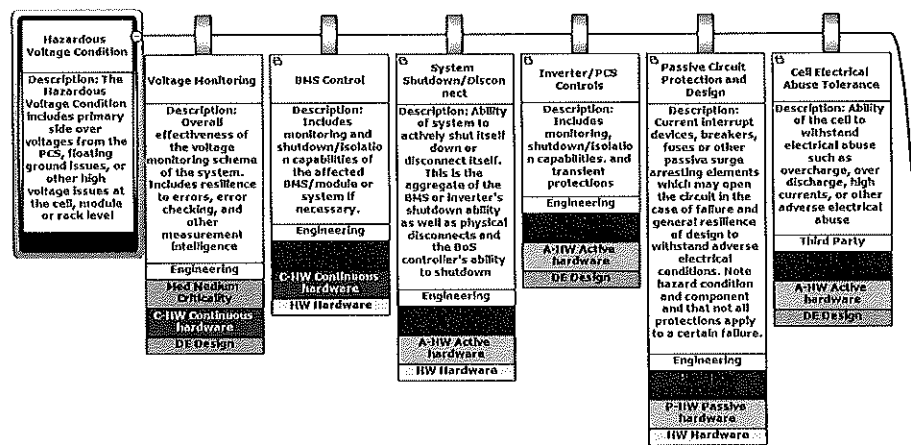 Hazardous
Voltage Condition
Description: The
Hazardous
Voltage Condition
includes primary
side over
voltages from the
PCS, floating
ground issues, or
other high
voltage issues at
the cell, module
or rack level
Voltage Monitoring
Description:
Overall
effectiveness of
the voltage
monitoring scheme
of the system.
Includes resilience
to errors, error
checking, and
other
measurement
intelligence
Engineering
Med Medium
Criticality
C-HW Continuous
hardware
DE Design
BMS Control
Description:
Includes
monitoring and
shutdown/isolatio
n capabilities of
the affected
BMS/module or
system if
necessary.
Engineering
C-HW Continuous
hardware
HW Hardware
System
Shutdown/Discon
nect
Description: Ability
of system to
actively shut itself
down or
disconnect itself.
This is the
aggregate of the
BMS or inverter's
shutdown ability
as well as physical
disconnects and
the BoS
controller's ability
to shutdown
Engineering
A-HW Active
hardware
HW Hardware
Inverter/PCS
Controls
Description:
Includes
monitoring,
shutdown/isolatio
n capabilities. and
transient
protections
Engineering
A-HW Active
hardware
DE Design
Passive Circuit
Protection and
Design
Description:
Current interrupt
devices, breakers,
fuses or other
passive surge
arresting elements
which may open
the circuit in the
case of failure and
general resilience
of design to
withstand adverse
electrical
conditions. Note
hazard condition
and component
and that not all
protections apply
to a certain failure.
Engineering
P-HW Passive
hardware
HW Hardware
Cell Electrical
Abuse Tolerance
Description: Ability
of the cell to
withstand
electrical abuse
such as
overcharge, over
discharge, high
currents, or other
adverse electrical
abuse
Third Party
A-HW Active
hardware
DE Design